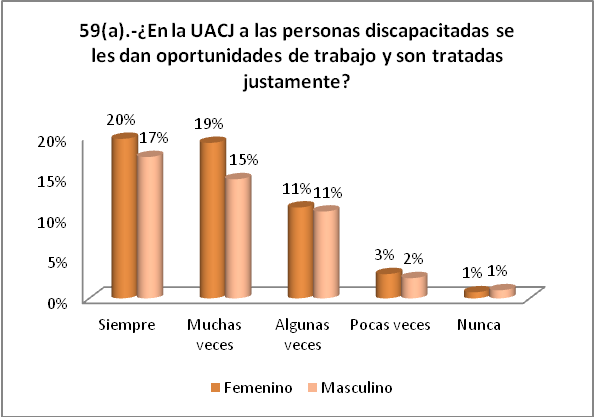 59(a).-¿En la UACJ a las personas discapacitadas se
les dan oportunidades de trabajo y son tratadas
justamente?
20%
17%
19%
15%
11%
11%
3%
2%
1%
1%
20%
15%
10%
5%
0%
Siempre
Muchas
veces
Algunas
veces
Pocas veces
Nunca
Femenino
Masculino